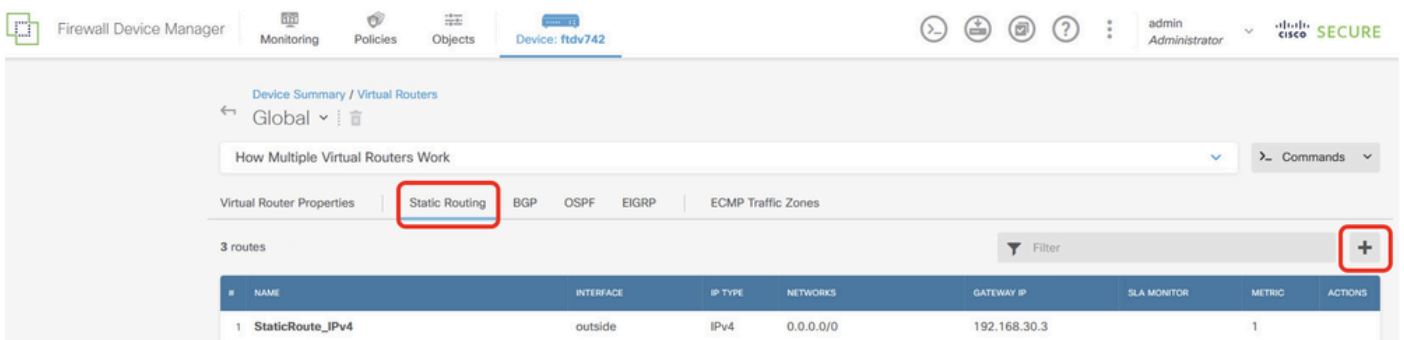 Firewall Device Manager
Monitoring
Policies
Objects
Device: ftdv742
admin
Administrator
cisco SECURE
Device Summary / Virtual Routers
Global
How Multiple Virtual Routers Work
>_ Commands
Virtual Router Properties
Static Routing
BGP
OSPF
EIGRP
ECMP Traffic Zones
3 routes
Filter
+
# NAME INTERFACE IP TYPE NETWORKS GATEWAY IP SLA MONITOR METRIC ACTIONS
1 StaticRoute_IPv4 outside IPv4 0.0.0.0/0 192.168.30.3 1